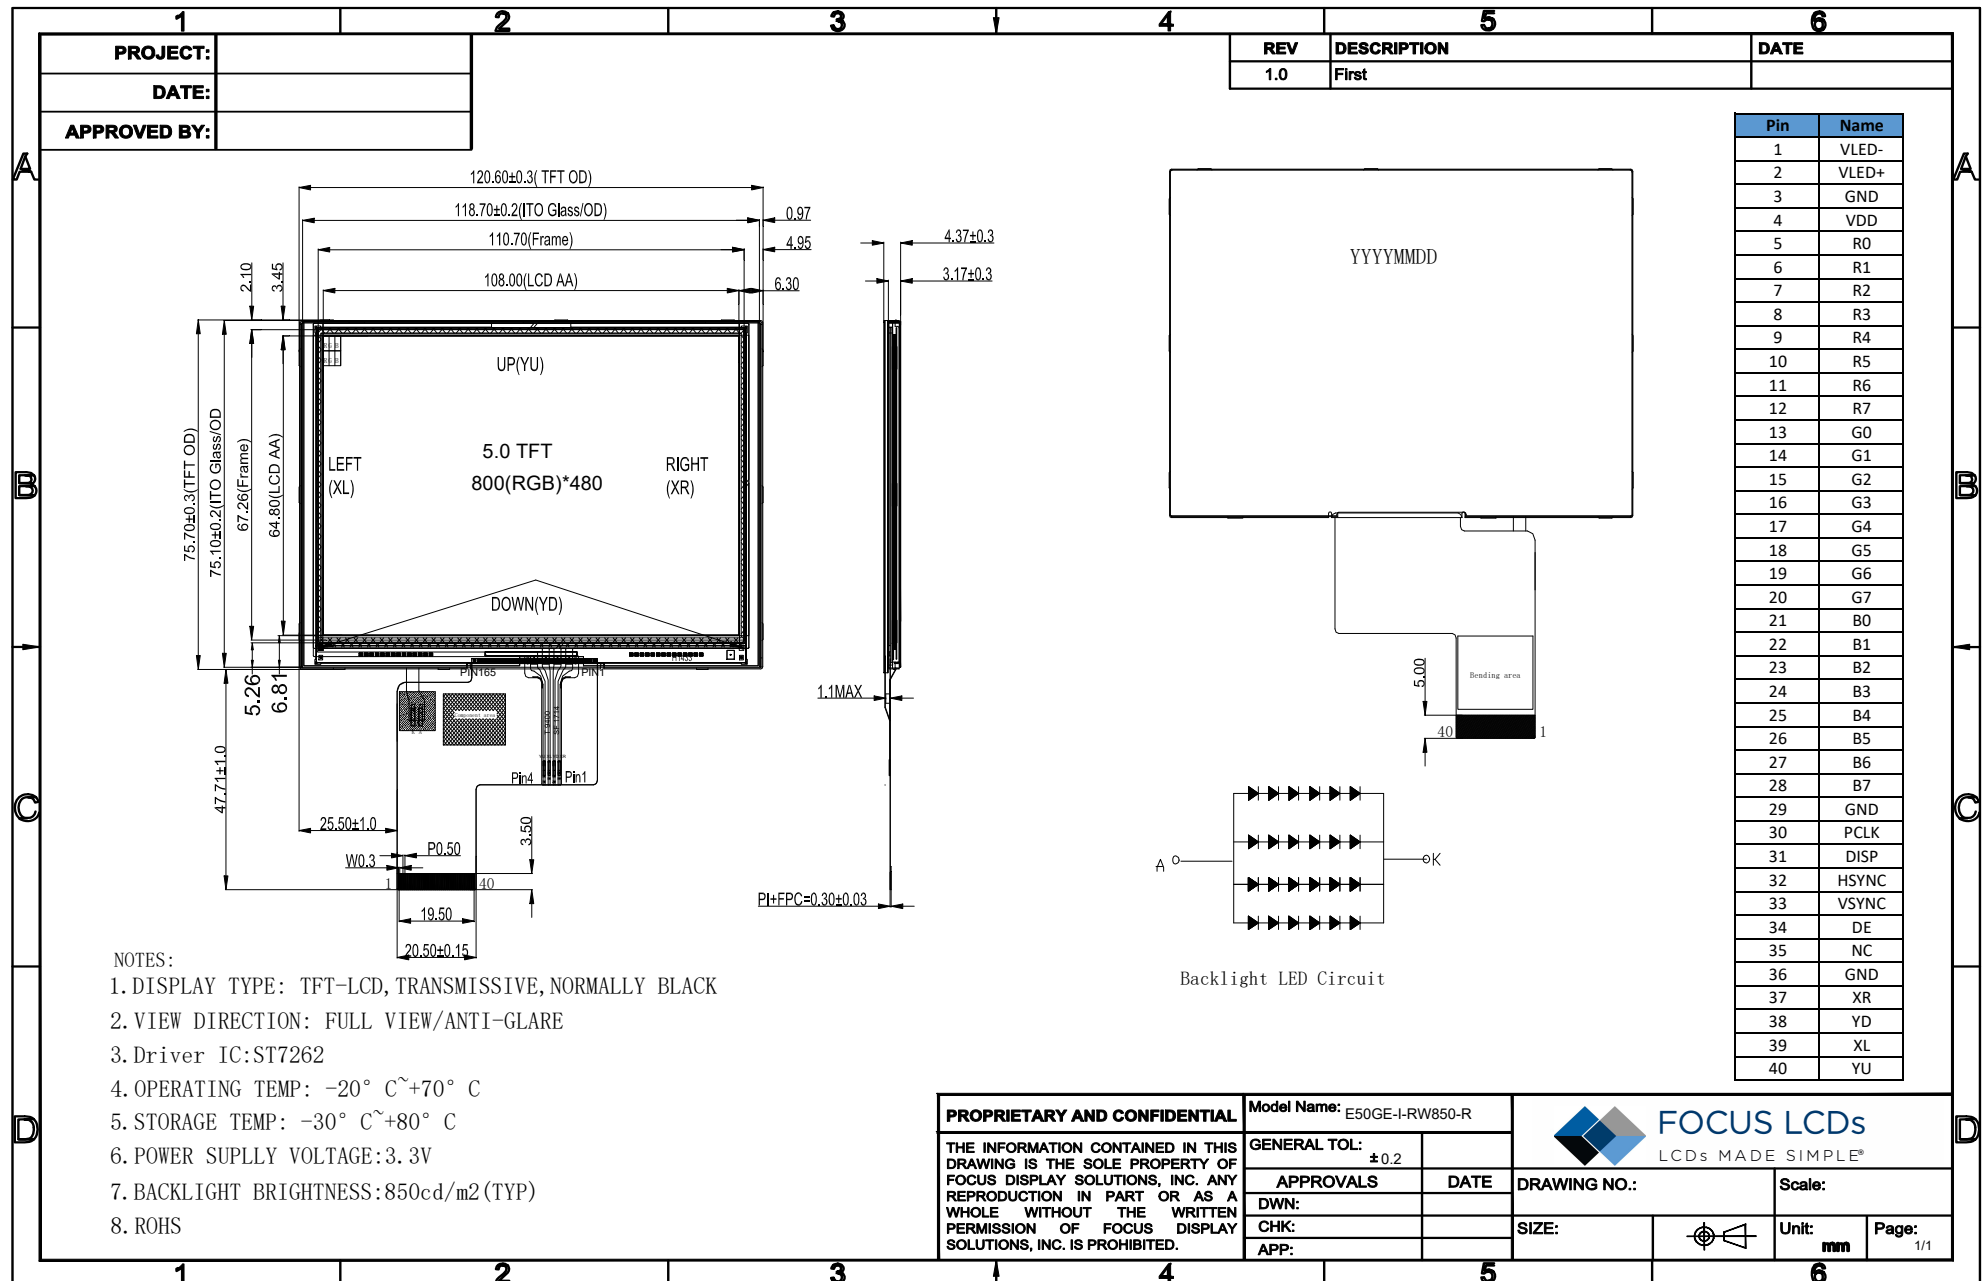 1 2 3 4 5 6
PROJECT:
DATE:
APPROVED BY:
REV DESCRIPTION DATE
1.0 First
A A
B B
C C
D D
120.60±0.3( TFT OD)
118.70±0.2(ITO Glass/OD)
0.97
110.70(Frame)
4.95
108.00(LCD AA)
6.30
2.10
3.45
75.70±0.3(TFT OD)
75.10±0.2(ITO Glass/OD
67.26(Frame)
64.80(LCD AA)
R G B
R G B
UP(YU)
LEFT
(XL)
5.0 TFT
800(RGB)*480
RIGHT
(XR)
DOWN(YD)
5.26
6.81
PIN165
PIN1
H1433
Component area
Pin4
Pin1
47.71±1.0
25.50±1.0
P0.50
W0.3
3.50
1
40
19.50
20.50±0.15
4.37±0.3
3.17±0.3
1.1MAX
PI+FPC=0.30±0.03
YYYYMMDD
5.00
Bending area
40
1
A
K
Backlight LED Circuit
Pin Name
1 VLED-
2 VLED+
3 GND
4 VDD
5 R0
6 R1
7 R2
8 R3
9 R4
10 R5
11 R6
12 R7
13 G0
14 G1
15 G2
16 G3
17 G4
18 G5
19 G6
20 G7
21 B0
22 B1
23 B2
24 B3
25 B4
26 B5
27 B6
28 B7
29 GND
30 PCLK
31 DISP
32 HSYNC
33 VSYNC
34 DE
35 NC
36 GND
37 XR
38 YD
39 XL
40 YU
NOTES:
1.DISPLAY TYPE: TFT-LCD,TRANSMISSIVE,NORMALLY BLACK
2.VIEW DIRECTION: FULL VIEW/ANTI-GLARE
3.Driver IC:ST7262
4.OPERATING TEMP: -20° C~+70° C
5.STORAGE TEMP: -30° C~+80° C
6.POWER SUPLLY VOLTAGE:3.3V
7.BACKLIGHT BRIGHTNESS:850cd/m2(TYP)
8.ROHS
PROPRIETARY AND CONFIDENTIAL
THE INFORMATION CONTAINED IN THIS
DRAWING IS THE SOLE PROPERTY OF
FOCUS DISPLAY SOLUTIONS, INC. ANY
REPRODUCTION IN PART OR AS A
WHOLE WITHOUT THE WRITTEN
PERMISSION OF FOCUS DISPLAY
SOLUTIONS, INC. IS PROHIBITED.
Model Name: E50GE-I-RW850-R
GENERAL TOL:
±0.2
APPROVALS DATE
DWN:
CHK:
APP:
FOCUS LCDs
LCDs MADE SIMPLE®
DRAWING NO.:
Scale:
SIZE:
Unit:
mm
Page:
1/1
1 2 3 4 5 6